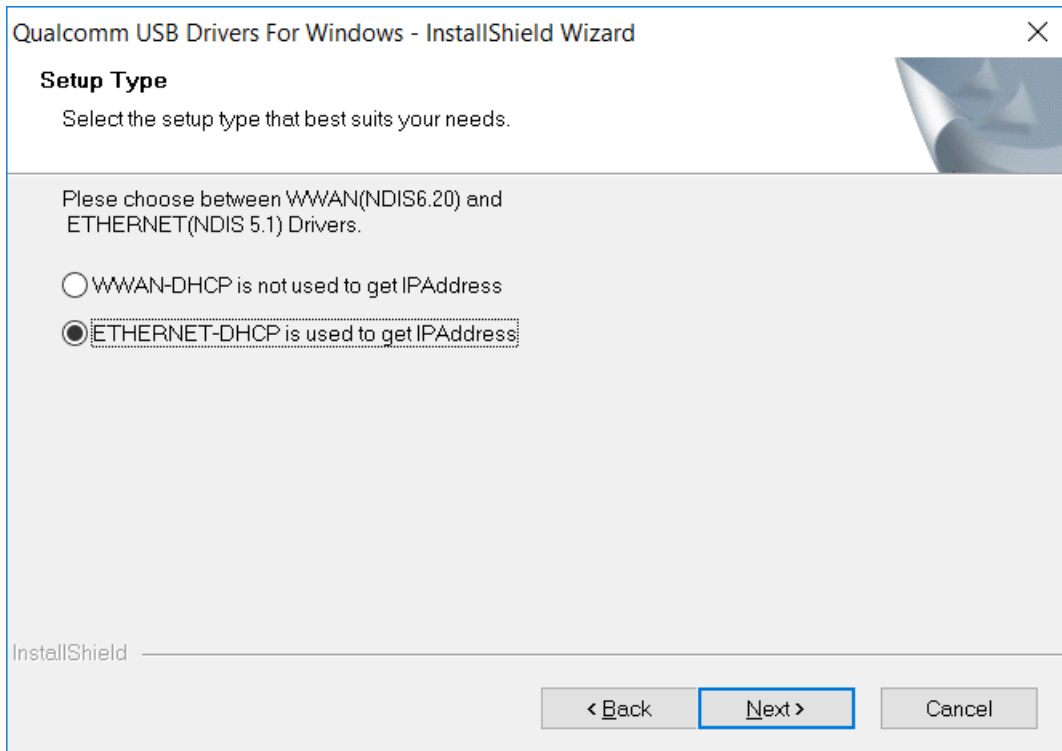 Qualcomm USB Drivers For Windows - InstallShield Wizard
Setup Type
Select the setup type that best suits your needs.
Plese choose between WWAN(NDIS6.20) and
ETHERNET(NDIS 5.1) Drivers.
WWAN-DHCP is not used to get IPAddress
ETHERNET-DHCP is used to get IPAddress
InstallShield
< Back Next > Cancel